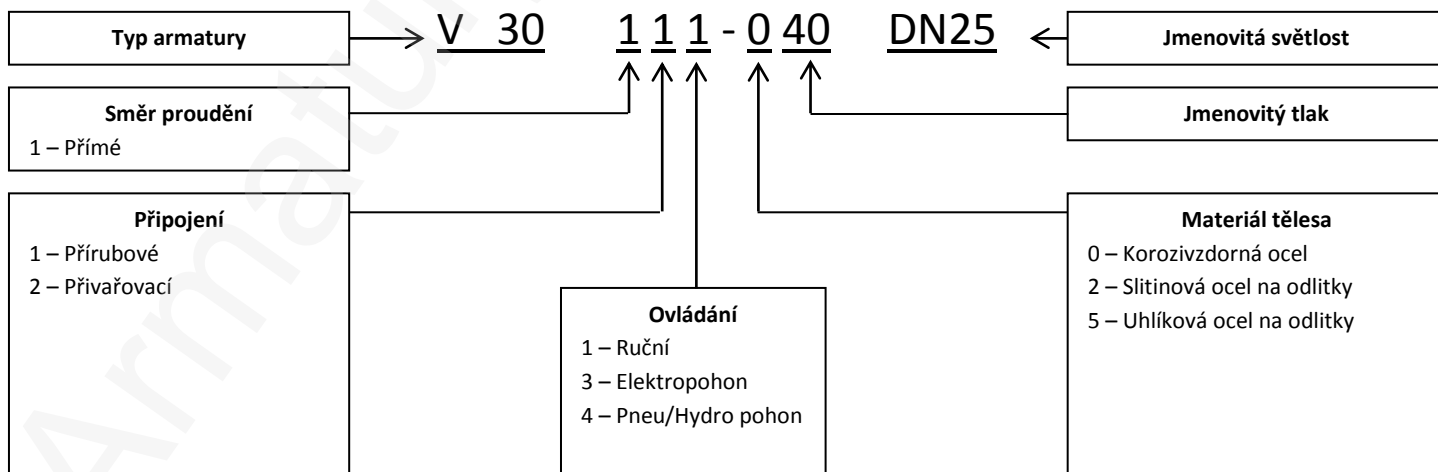 Typ armatury
V 30 1 1 1 - 0 40 DN25
Jmenovitá světlost
Směr proudění
1 – Přímé
Jmenovitý tlak
Připojení
1 – Přírubové
2 – Přivařovací
Ovládání
1 – Ruční
3 – Elektropohon
4 – Pneu/Hydro pohon
Materiál tělesa
0 – Korozivzdorná ocel
2 – Slitinová ocel na odlitky
5 – Uhlíková ocel na odlitky
Armatu